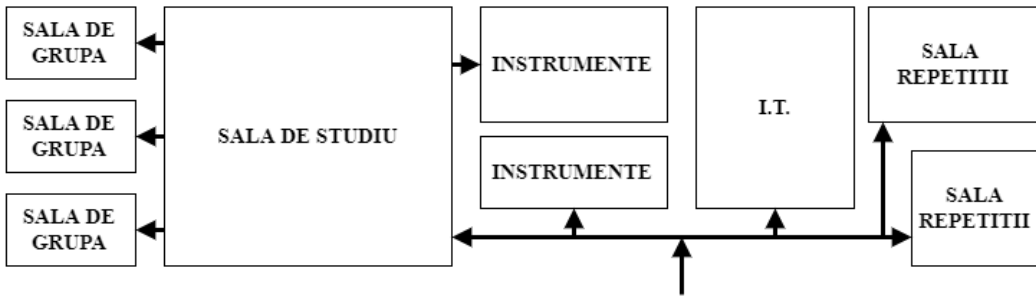 SALA DE
GRUPA
SALA DE
GRUPA
SALA DE
GRUPA
SALA DE STUDIU
INSTRUMENTE
INSTRUMENTE
I.T.
SALA
REPETITII
SALA
REPETITII